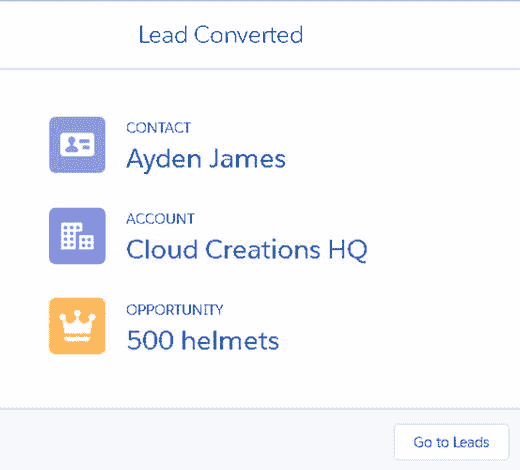 Lead Converted
CONTACT
Ayden James
ACCOUNT
Cloud Creations HQ
OPPORTUNITY
500 helmets
Go to Leads